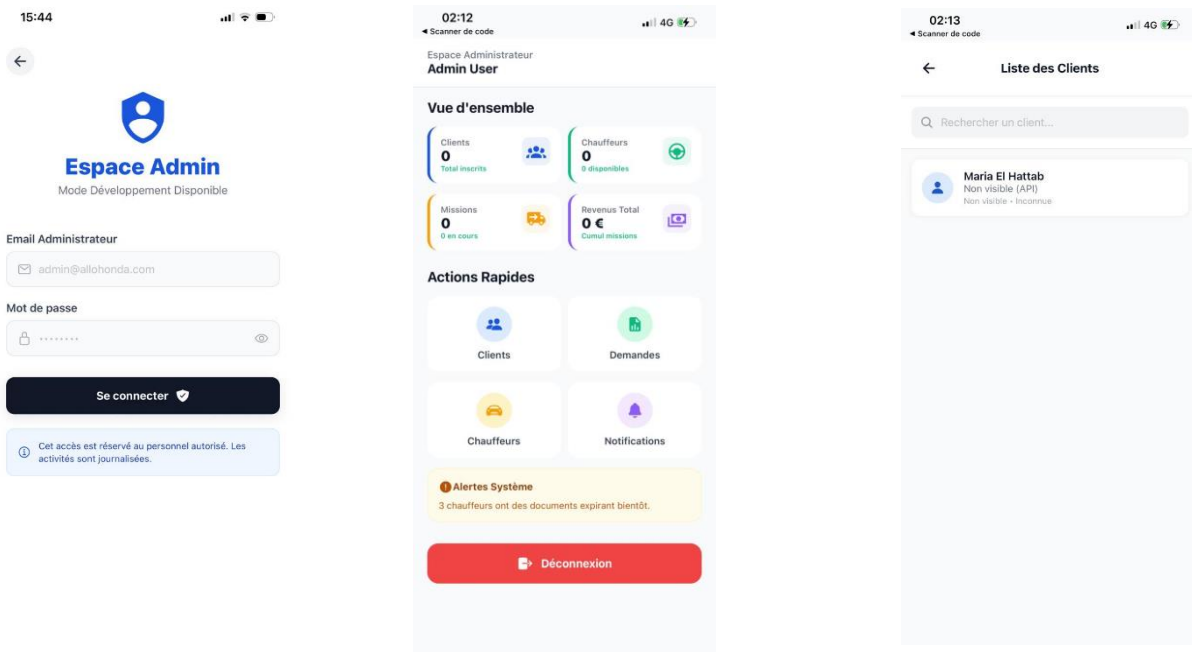 15:44
Espace Admin
Mode Développement Disponible
Email Administrateur
admin@allohonda.com
Mot de passe
Se connecter
Cet accès est réservé au personnel autorisé. Les
activités sont journalisées.
02:12
4G
◀ Scanner de code
Espace Administrateur
Admin User
Vue d'ensemble
Clients
0
Total inscrits
Chauffeurs
0
0 disponibles
Missions
0
0 en cours
Revenus Total
0 €
Cumul missions
Actions Rapides
Clients
Demandes
Chauffeurs
Notifications
Alertes Système
3 chauffeurs ont des documents expirant bientôt.
Déconnexion
02:13
4G
◀ Scanner de code
Liste des Clients
Rechercher un client...
Maria El Hattab
Non visible (API)
Non visible • Inconnue